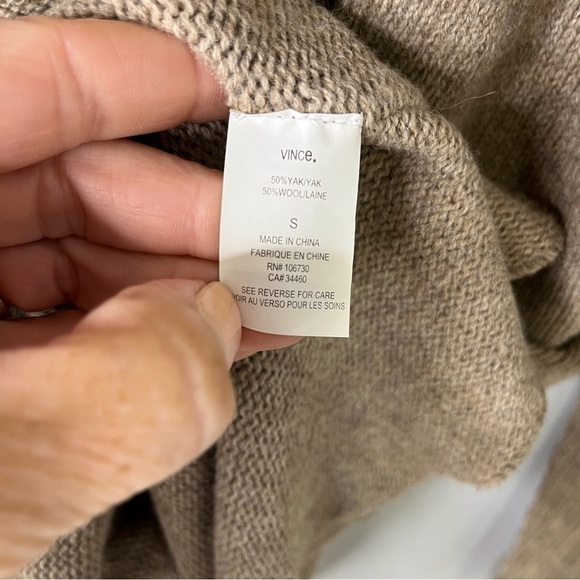 VINCe.
50%YAK/YAK
50%WOOL/LAINE
S
MADE IN CHINA
FABRIQUE EN CHINE
RN# 106730
CA# 34460
SEE REVERSE FOR CARE
VOIR AU VERSO POUR LES SOINS